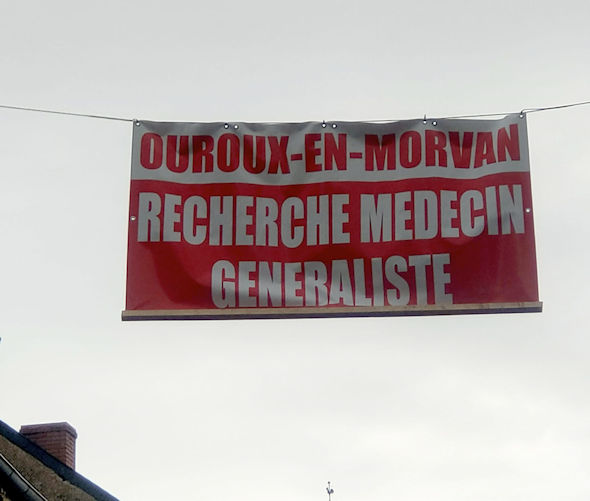 OUROUX-EN-MORVAN
RECHERCHE MEDECIN
GENERALISTE